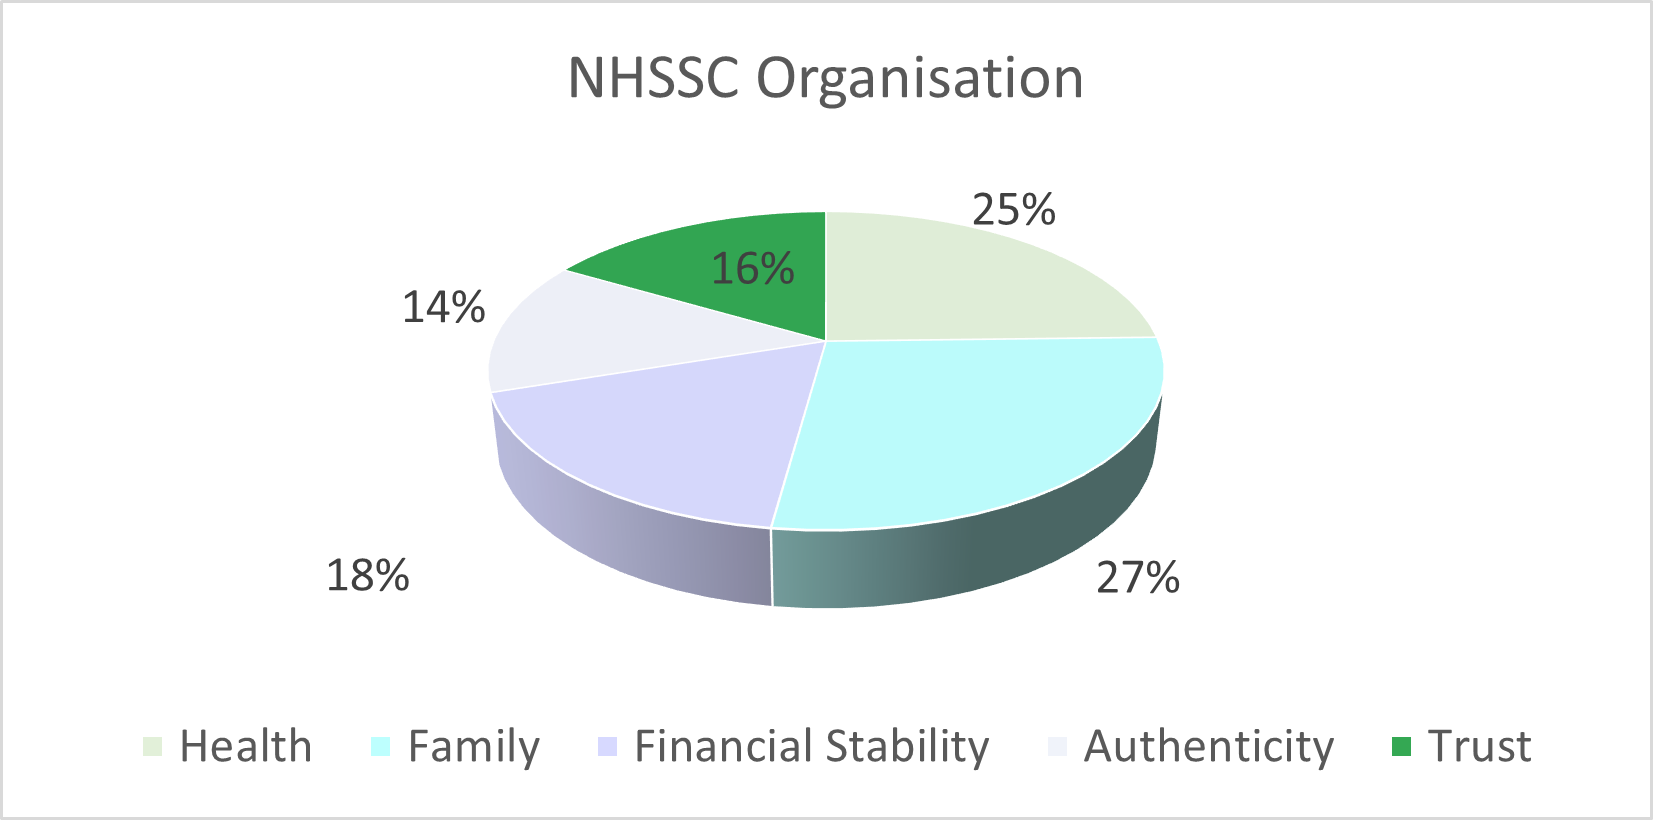 NHSSC Organisation
25%
16%
14%
18%
27%
Health Family Financial Stability Authenticity Trust